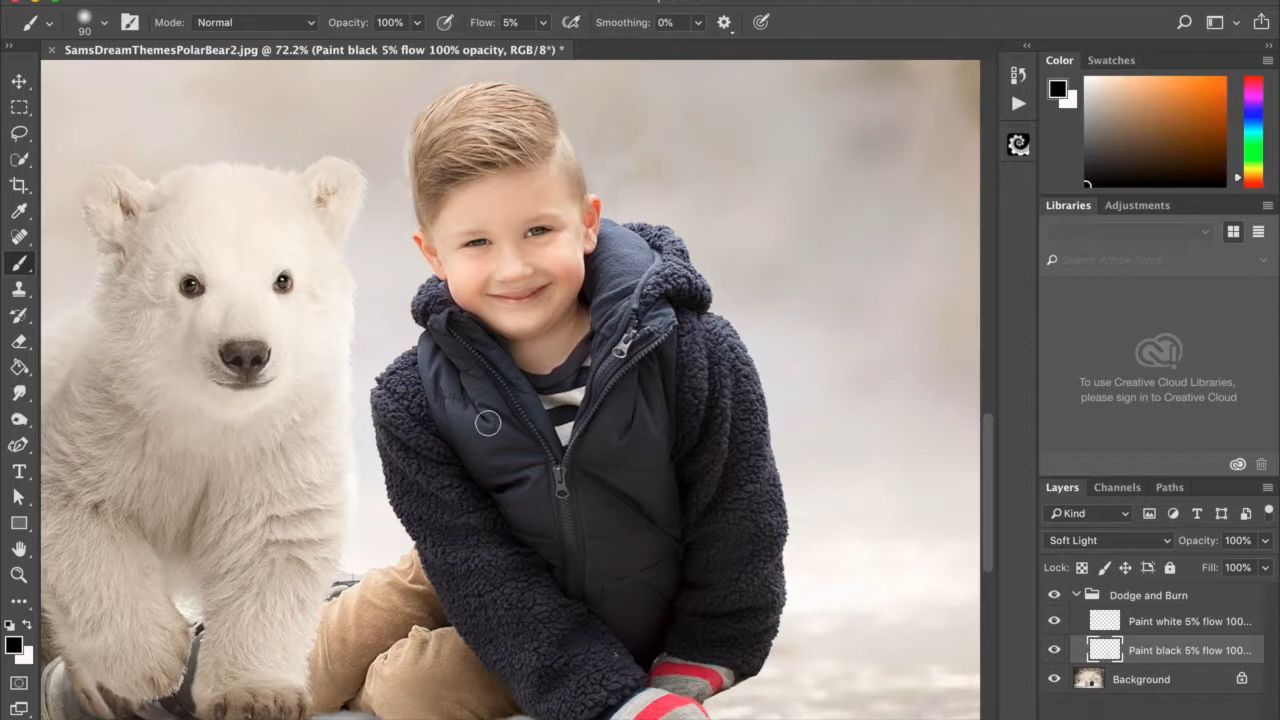 90
Mode: Normal
Opacity: 100%
Flow: 5%
Smoothing: 0%
SamsDreamThemesPolarBear2.jpg @ 72.2% (Paint black 5% flow 100% opacity, RGB/8*) *
Color
Swatches
Libraries
Adjustments
Search Adobe Stock
To use Creative Cloud Libraries,
please sign in to Creative Cloud
Layers
Channels
Paths
Kind
Soft Light
Opacity: 100%
Lock:
Fill: 100%
Dodge and Burn
Paint white 5% flow 100...
Paint black 5% flow 100...
Background